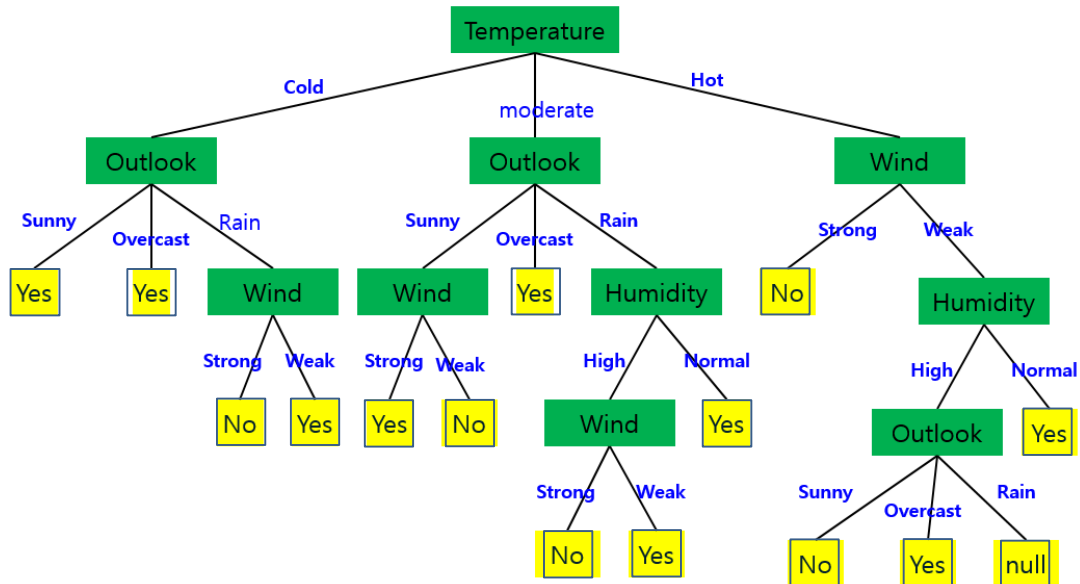 Temperature
Cold
moderate
Hot
Outlook
Outlook
Wind
Sunny
Overcast
Rain
Sunny
Overcast
Rain
Strong
Weak
Yes
Yes
Wind
Wind
Yes
Humidity
No
Humidity
Strong
Weak
Strong
Weak
High
Normal
High
Normal
No
Yes
Yes
No
Wind
Yes
Outlook
Yes
Strong
Weak
Sunny
Overcast
Rain
No
Yes
No
Yes
null